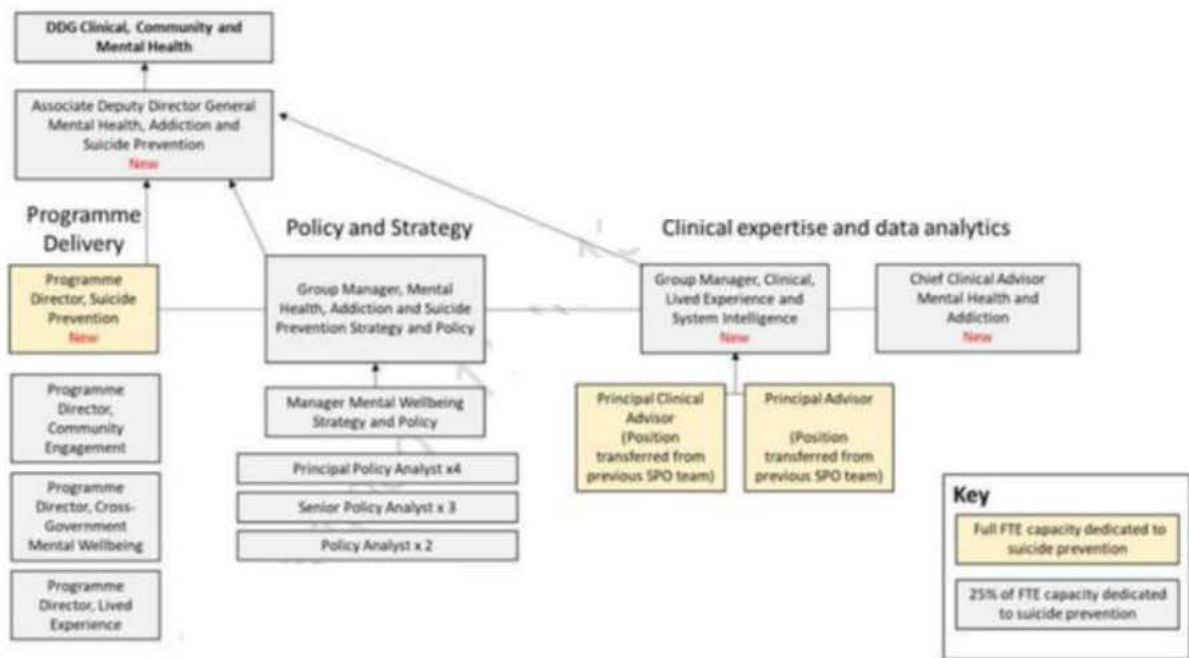 DDG Clinical, Community and
Mental Health
Associate Deputy Director General
Mental Health, Addiction and
Suicide Prevention
New
Programme
Delivery
Policy and Strategy
Clinical expertise and data analytics
Programme
Director, Suicide
Prevention
New
Group Manager, Mental
Health, Addiction and Suicide
Prevention Strategy and Policy
Group Manager, Clinical,
Lived Experience and
System Intelligence
New
Chief Clinical Advisor
Mental Health and
Addiction
New
Programme
Director,
Community
Engagement
Programme
Director, Cross-
Government
Mental Wellbeing
Programme
Director, Lived
Experience
Manager Mental Wellbeing
Strategy and Policy
Principal Policy Analyst x4
Senior Policy Analyst x 3
Policy Analyst x 2
Principal Clinical
Advisor
(Position
transferred from
previous SPO team)
Principal Advisor
(Position
transferred from
previous SPO team)
Key
Full FTE capacity dedicated to
suicide prevention
25% of FTE capacity dedicated
to suicide prevention